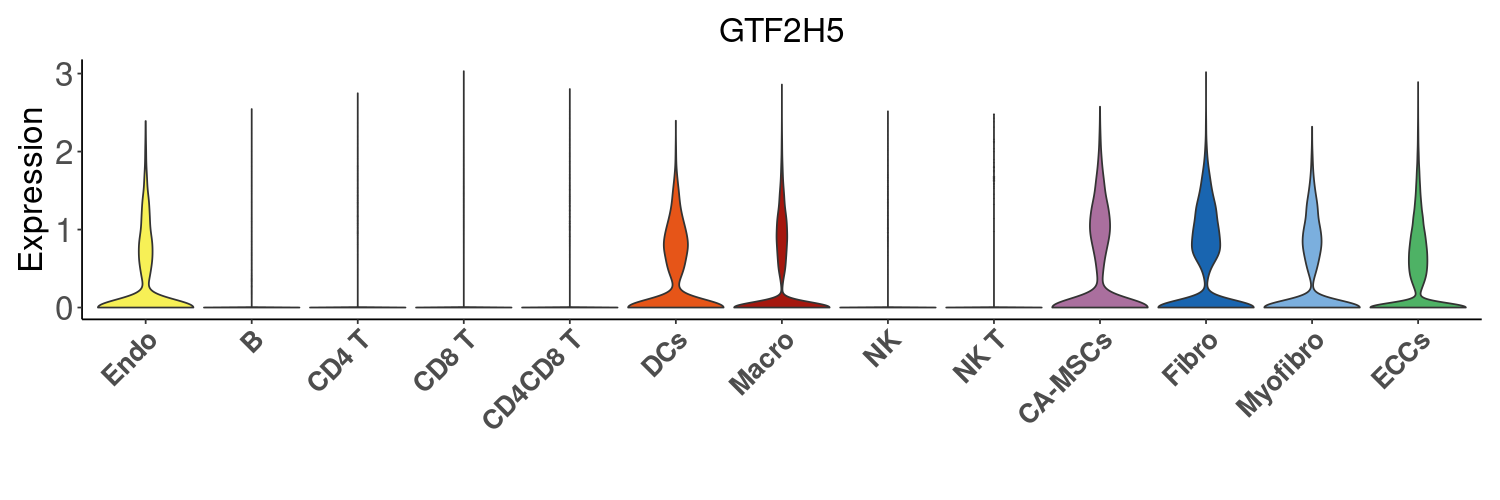 GTF2H5
Expression
3
2
1
0
Endo
B
CD4 T
CD8 T
CD4CD8 T
DCs
Macro
NK
NK T
CA-MSCs
Fibro
Myofibro
ECCs